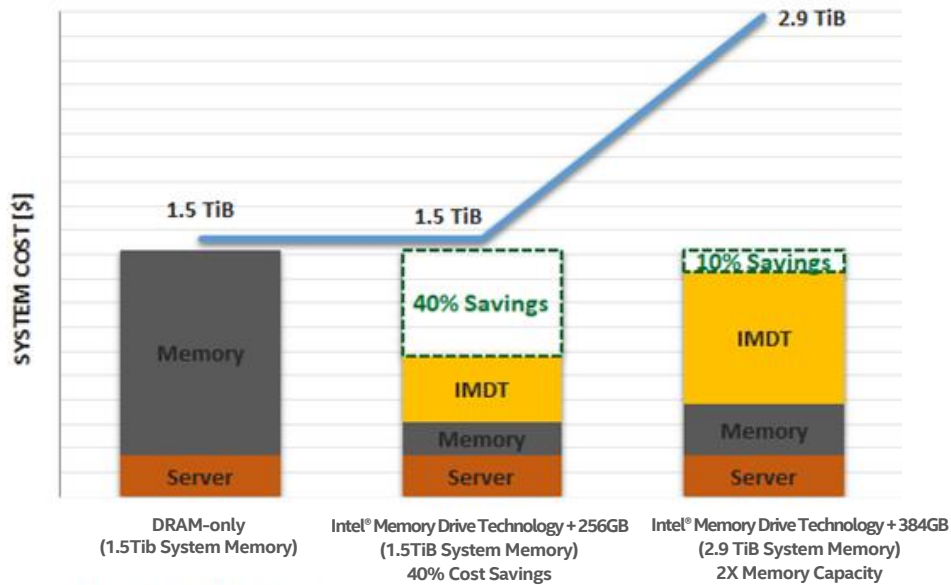 2.9 TiB
1.5 TiB
1.5 TiB
SYSTEM COST [$]
10% Savings
40% Savings
Memory
IMDT
IMDT
Memory
Memory
Server
Server
Server
DRAM-only
(1.5Tib System Memory)
Intel® Memory Drive Technology + 256GB
(1.5TiB System Memory)
40% Cost Savings
Intel® Memory Drive Technology + 384GB
(2.9 TiB System Memory)
2X Memory Capacity